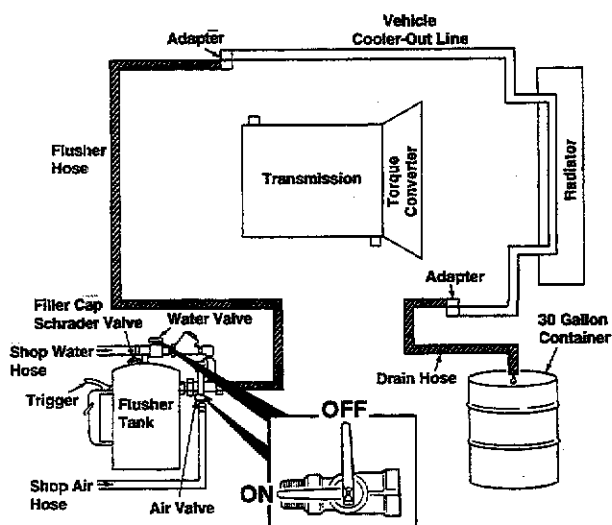 Adapter
Vehicle
Cooler-Out Line
Flusher
Hose
Transmission
Torque
Converter
Radiator
Adapter
30 Gallon
Container
Filler Cap
Schrader Valve
Water Valve
Shop Water
Hose
Trigger
Flusher
Tank
Drain Hose
OFF
ON
Shop Air
Hose
Air Valve